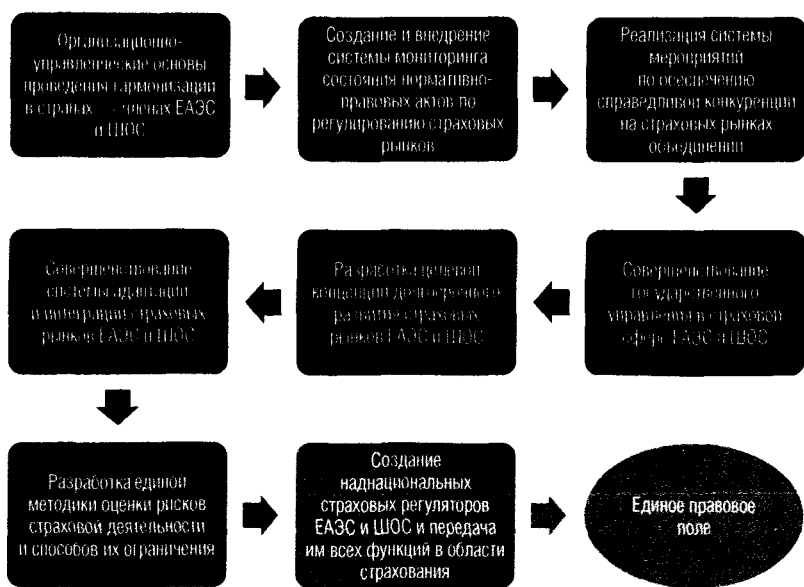 Организационно-
управленческие основы
проведения гармонизации
в странах — членах ЕАЭС
и ШОС
Создание и внедрение
системы мониторинга
состояния нормативно-
правовых актов по
регулированию страховых
рынков
Реализация системы
мероприятий
по обеспечению
справедливой конкуренции
на страховых рынках
объединений
Совершенствование
государственного
управления в страховой
сфере ЕАЭС и ШОС
Разработка целевой
концепции долгосрочного
развития страховых
рынков ЕАЭС и ШОС
Совершенствование
системы адаптации
и интеграции страховых
рынков ЕАЭС и ШОС
Разработка единой
методики оценки рисков
страховой деятельности
и способов их ограничения
Создание
наднациональных
страховых регуляторов
ЕАЭС и ШОС и передача
им всех функций в области
страхования
Единое правовое
поле